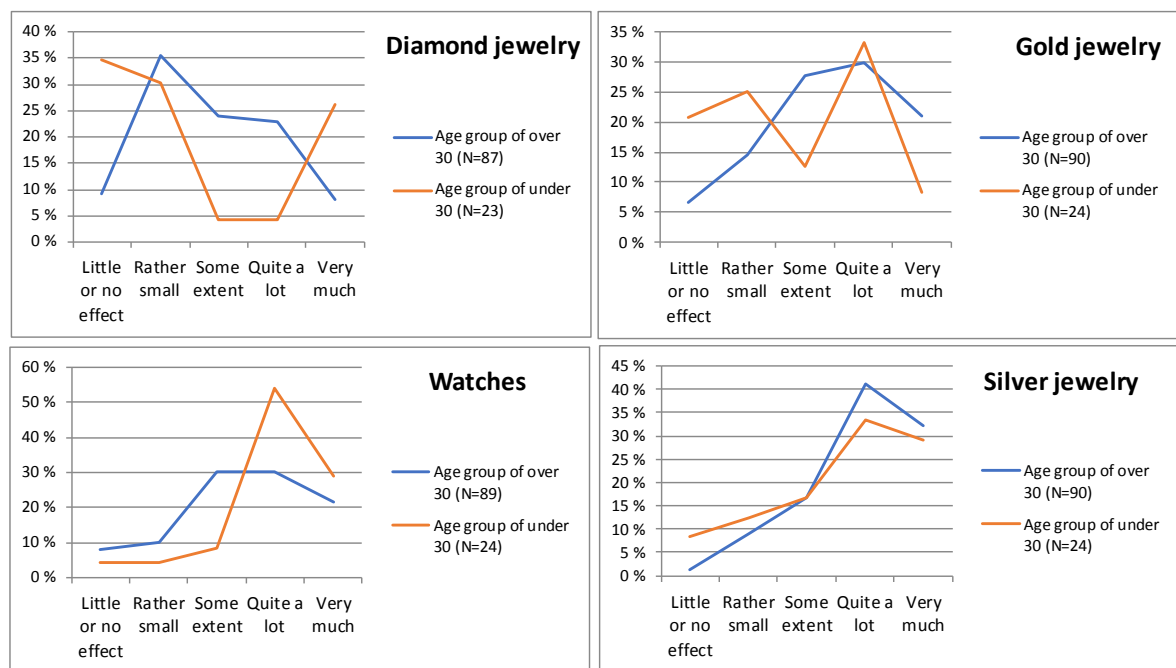 Diamond jewelry
40 %
35 %
30 %
25 %
20 %
15 %
10 %
5 %
0 %
Little Rather Some Quite a Very
or no small extent lot much
effect
Age group of over
30 (N=87)
Age group of under
30 (N=23)
Gold jewelry
35 %
30 %
25 %
20 %
15 %
10 %
5 %
0 %
Little Rather Some Quite a Very
or no small extent lot much
effect
Age group of over
30 (N=90)
Age group of under
30 (N=24)
Watches
60 %
50 %
40 %
30 %
20 %
10 %
0 %
Little Rather Some Quite a Very
or no small extent lot much
effect
Age group of over
30 (N=89)
Age group of under
30 (N=24)
Silver jewelry
45 %
40 %
35 %
30 %
25 %
20 %
15 %
10 %
5 %
0 %
Little Rather Some Quite a Very
or no small extent lot much
effect
Age group of over
30 (N=90)
Age group of under
30 (N=24)